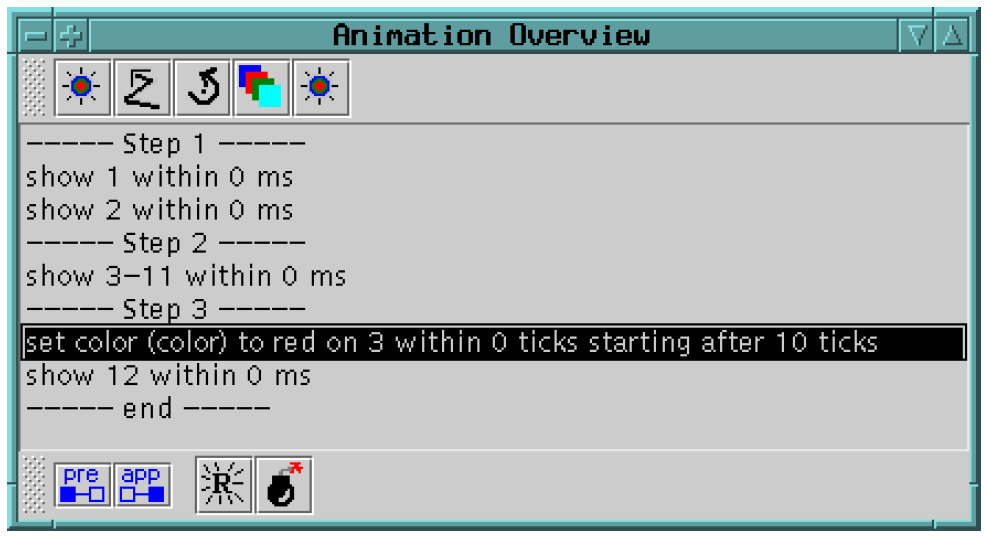 Animation Overview
----- Step 1 -----
show 1 within 0 ms
show 2 within 0 ms
----- Step 2 -----
show 3-11 within 0 ms
----- Step 3 -----
set color (color) to red on 3 within 0 ticks starting after 10 ticks
show 12 within 0 ms
----- end -----
pre app R